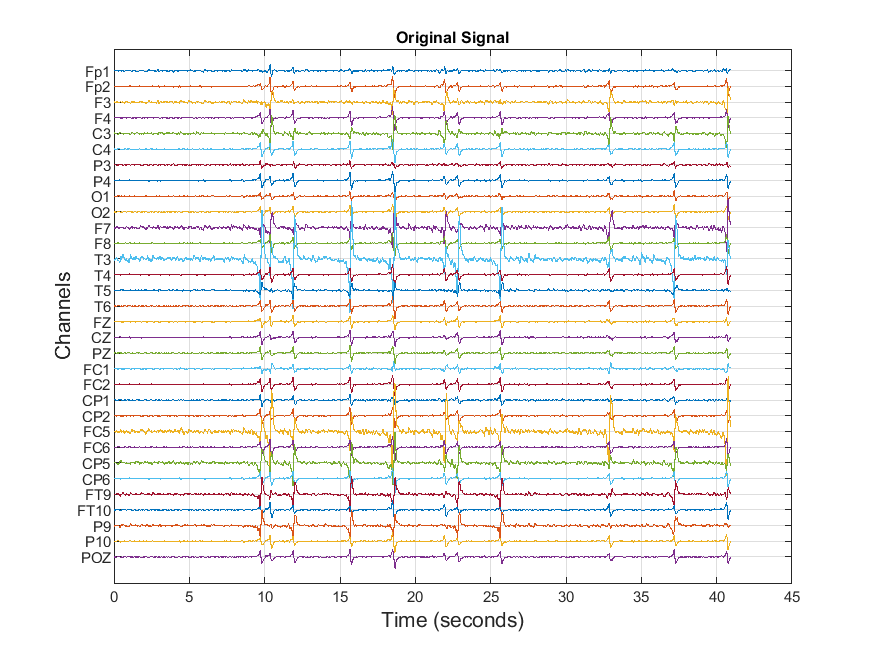 Original Signal
Fp1
Fp2
F3
F4
C3
C4
P3
P4
O1
O2
F7
F8
T3
T4
T5
T6
FZ
CZ
PZ
FC1
FC2
CP1
CP2
FC5
FC6
CP5
CP6
FT9
FT10
P9
P10
POZ
Channels
0 5 10 15 20 25 30 35 40 45
Time (seconds)